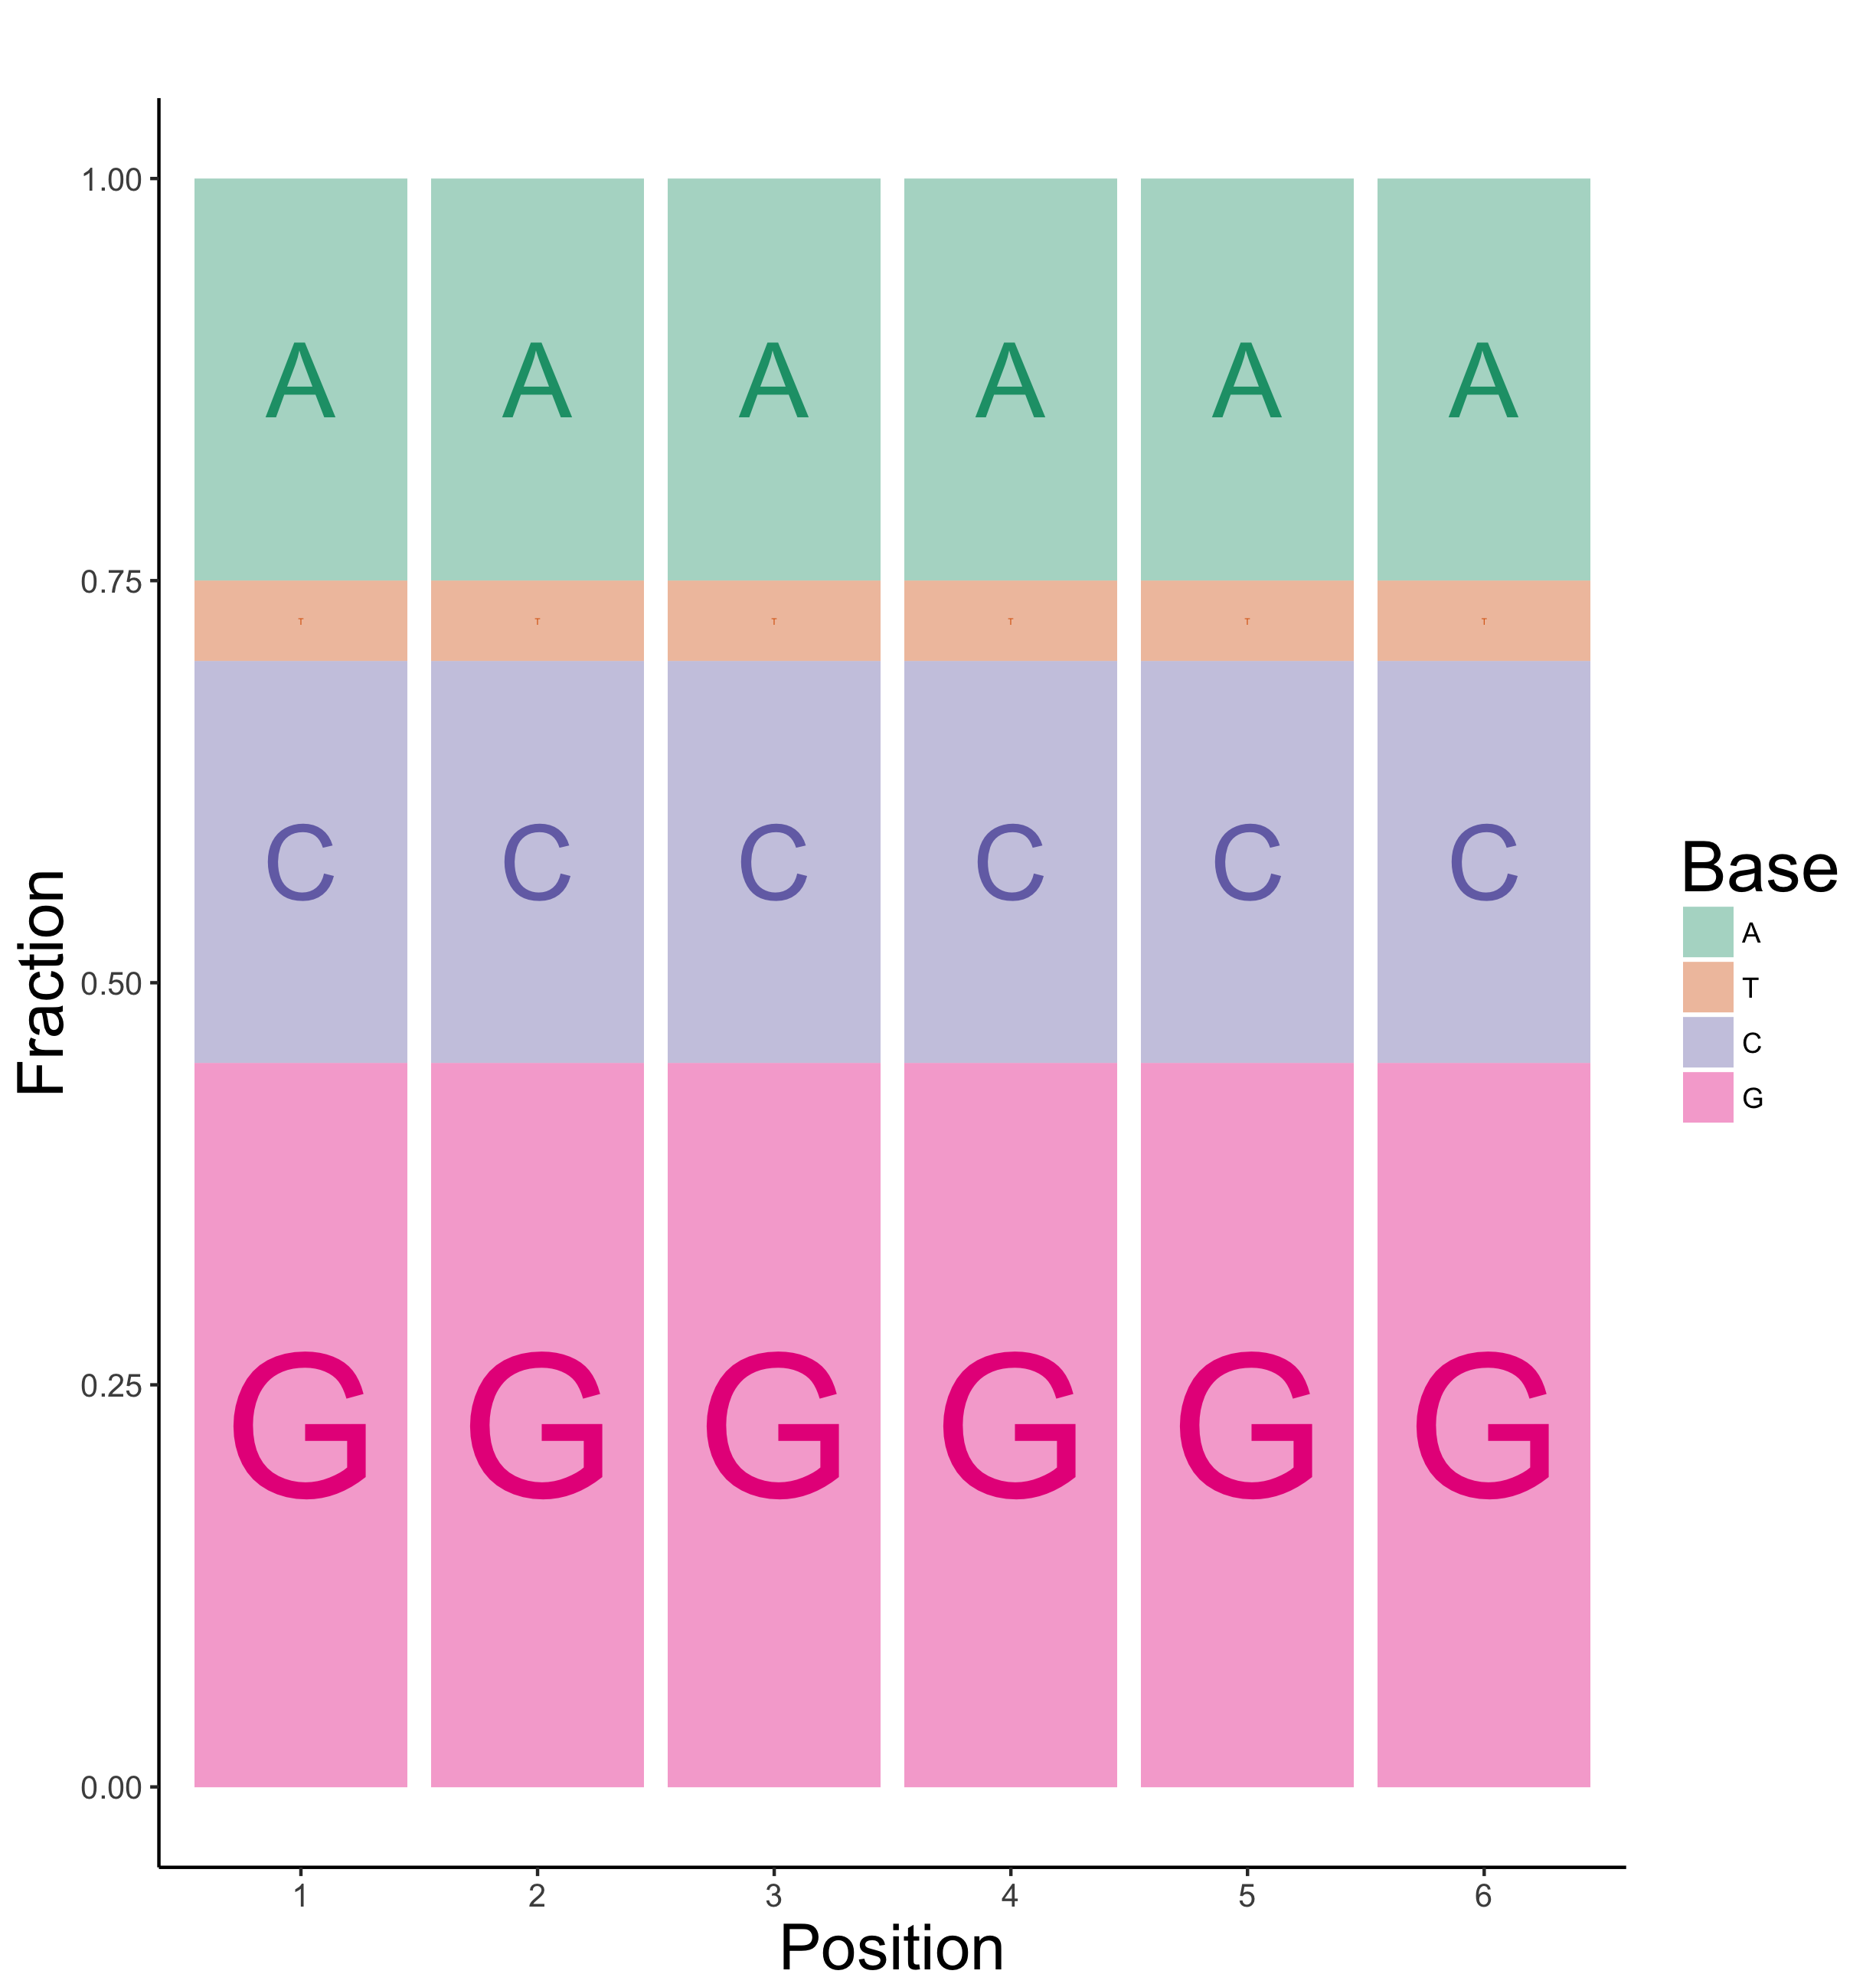 1.00
A A A A A A
0.75
T T T T T T
C C C C C C
Base
A
T
C
G
Fraction
0.50
0.25
G G G G G G
0.00
1 2 3 4 5 6
Position